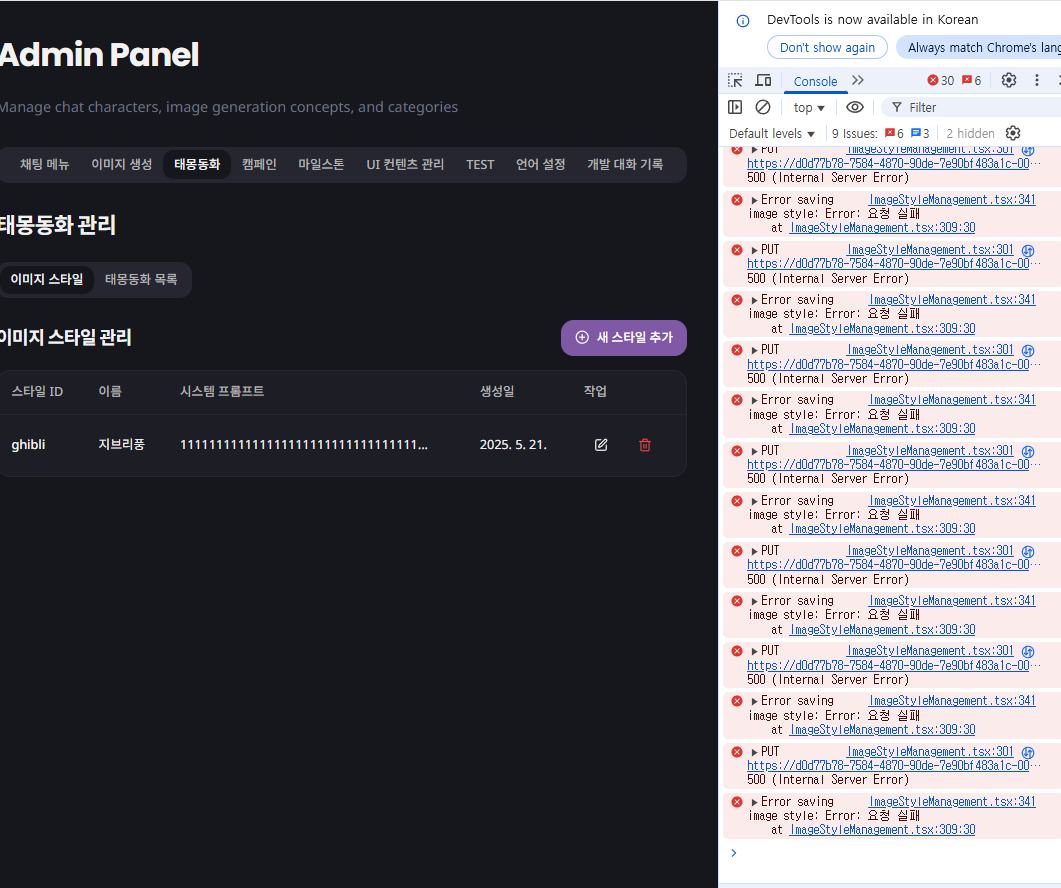 Admin Panel
Manage chat characters, image generation concepts, and categories
채팅 메뉴 이미지 생성 태몽동화 캠페인 마일스톤 UI 컨텐츠 관리 TEST 언어 설정 개발 대화 기록
태몽동화 관리
이미지 스타일 태몽동화 목록
이미지 스타일 관리
새 스타일 추가
스타일 ID 이름 시스템 프롬프트 생성일 작업
ghibli 지브리풍 1111111111111111111111111111111111... 2025. 5. 21.
DevTools is now available in Korean
Don't show again Always match Chrome's lang
Console 30 6
top Filter
Default levels 9 Issues: 6 3 2 hidden
PUT ImageStyleManagement.tsx:301
https://d0d77b78-7584-4870-90de-7e90bf483a1c-00…
500 (Internal Server Error)
Error saving ImageStyleManagement.tsx:341
image style: Error: 요청 실패
at ImageStyleManagement.tsx:309:30
PUT ImageStyleManagement.tsx:301
https://d0d77b78-7584-4870-90de-7e90bf483a1c-00…
500 (Internal Server Error)
Error saving ImageStyleManagement.tsx:341
image style: Error: 요청 실패
at ImageStyleManagement.tsx:309:30
PUT ImageStyleManagement.tsx:301
https://d0d77b78-7584-4870-90de-7e90bf483a1c-00…
500 (Internal Server Error)
Error saving ImageStyleManagement.tsx:341
image style: Error: 요청 실패
at ImageStyleManagement.tsx:309:30
PUT ImageStyleManagement.tsx:301
https://d0d77b78-7584-4870-90de-7e90bf483a1c-00…
500 (Internal Server Error)
Error saving ImageStyleManagement.tsx:341
image style: Error: 요청 실패
at ImageStyleManagement.tsx:309:30
PUT ImageStyleManagement.tsx:301
https://d0d77b78-7584-4870-90de-7e90bf483a1c-00…
500 (Internal Server Error)
Error saving ImageStyleManagement.tsx:341
image style: Error: 요청 실패
at ImageStyleManagement.tsx:309:30
PUT ImageStyleManagement.tsx:301
https://d0d77b78-7584-4870-90de-7e90bf483a1c-00…
500 (Internal Server Error)
Error saving ImageStyleManagement.tsx:341
image style: Error: 요청 실패
at ImageStyleManagement.tsx:309:30
PUT ImageStyleManagement.tsx:301
https://d0d77b78-7584-4870-90de-7e90bf483a1c-00…
500 (Internal Server Error)
Error saving ImageStyleManagement.tsx:341
image style: Error: 요청 실패
at ImageStyleManagement.tsx:309:30